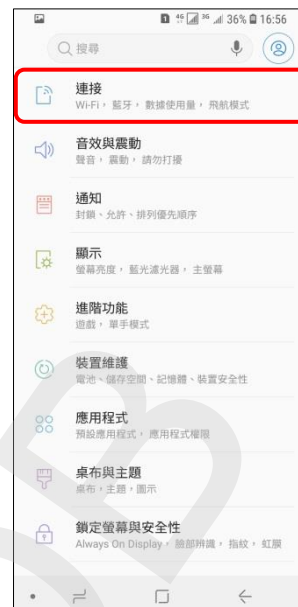 1 4G 3G 36% 16:56
搜尋
連接
Wi-Fi， 藍牙， 數據使用量， 飛航模式
音效與震動
聲音， 震動， 請勿打擾
通知
封鎖、允許、排列優先順序
顯示
螢幕亮度， 藍光濾光器， 主螢幕
進階功能
遊戲， 單手模式
裝置維護
電池、儲存空間、記憶體、裝置安全性
應用程式
預設應用程式， 應用程式權限
桌布與主題
桌布，主題，圖示
鎖定螢幕與安全性
Always On Display， 臉部辨識， 指紋， 虹膜